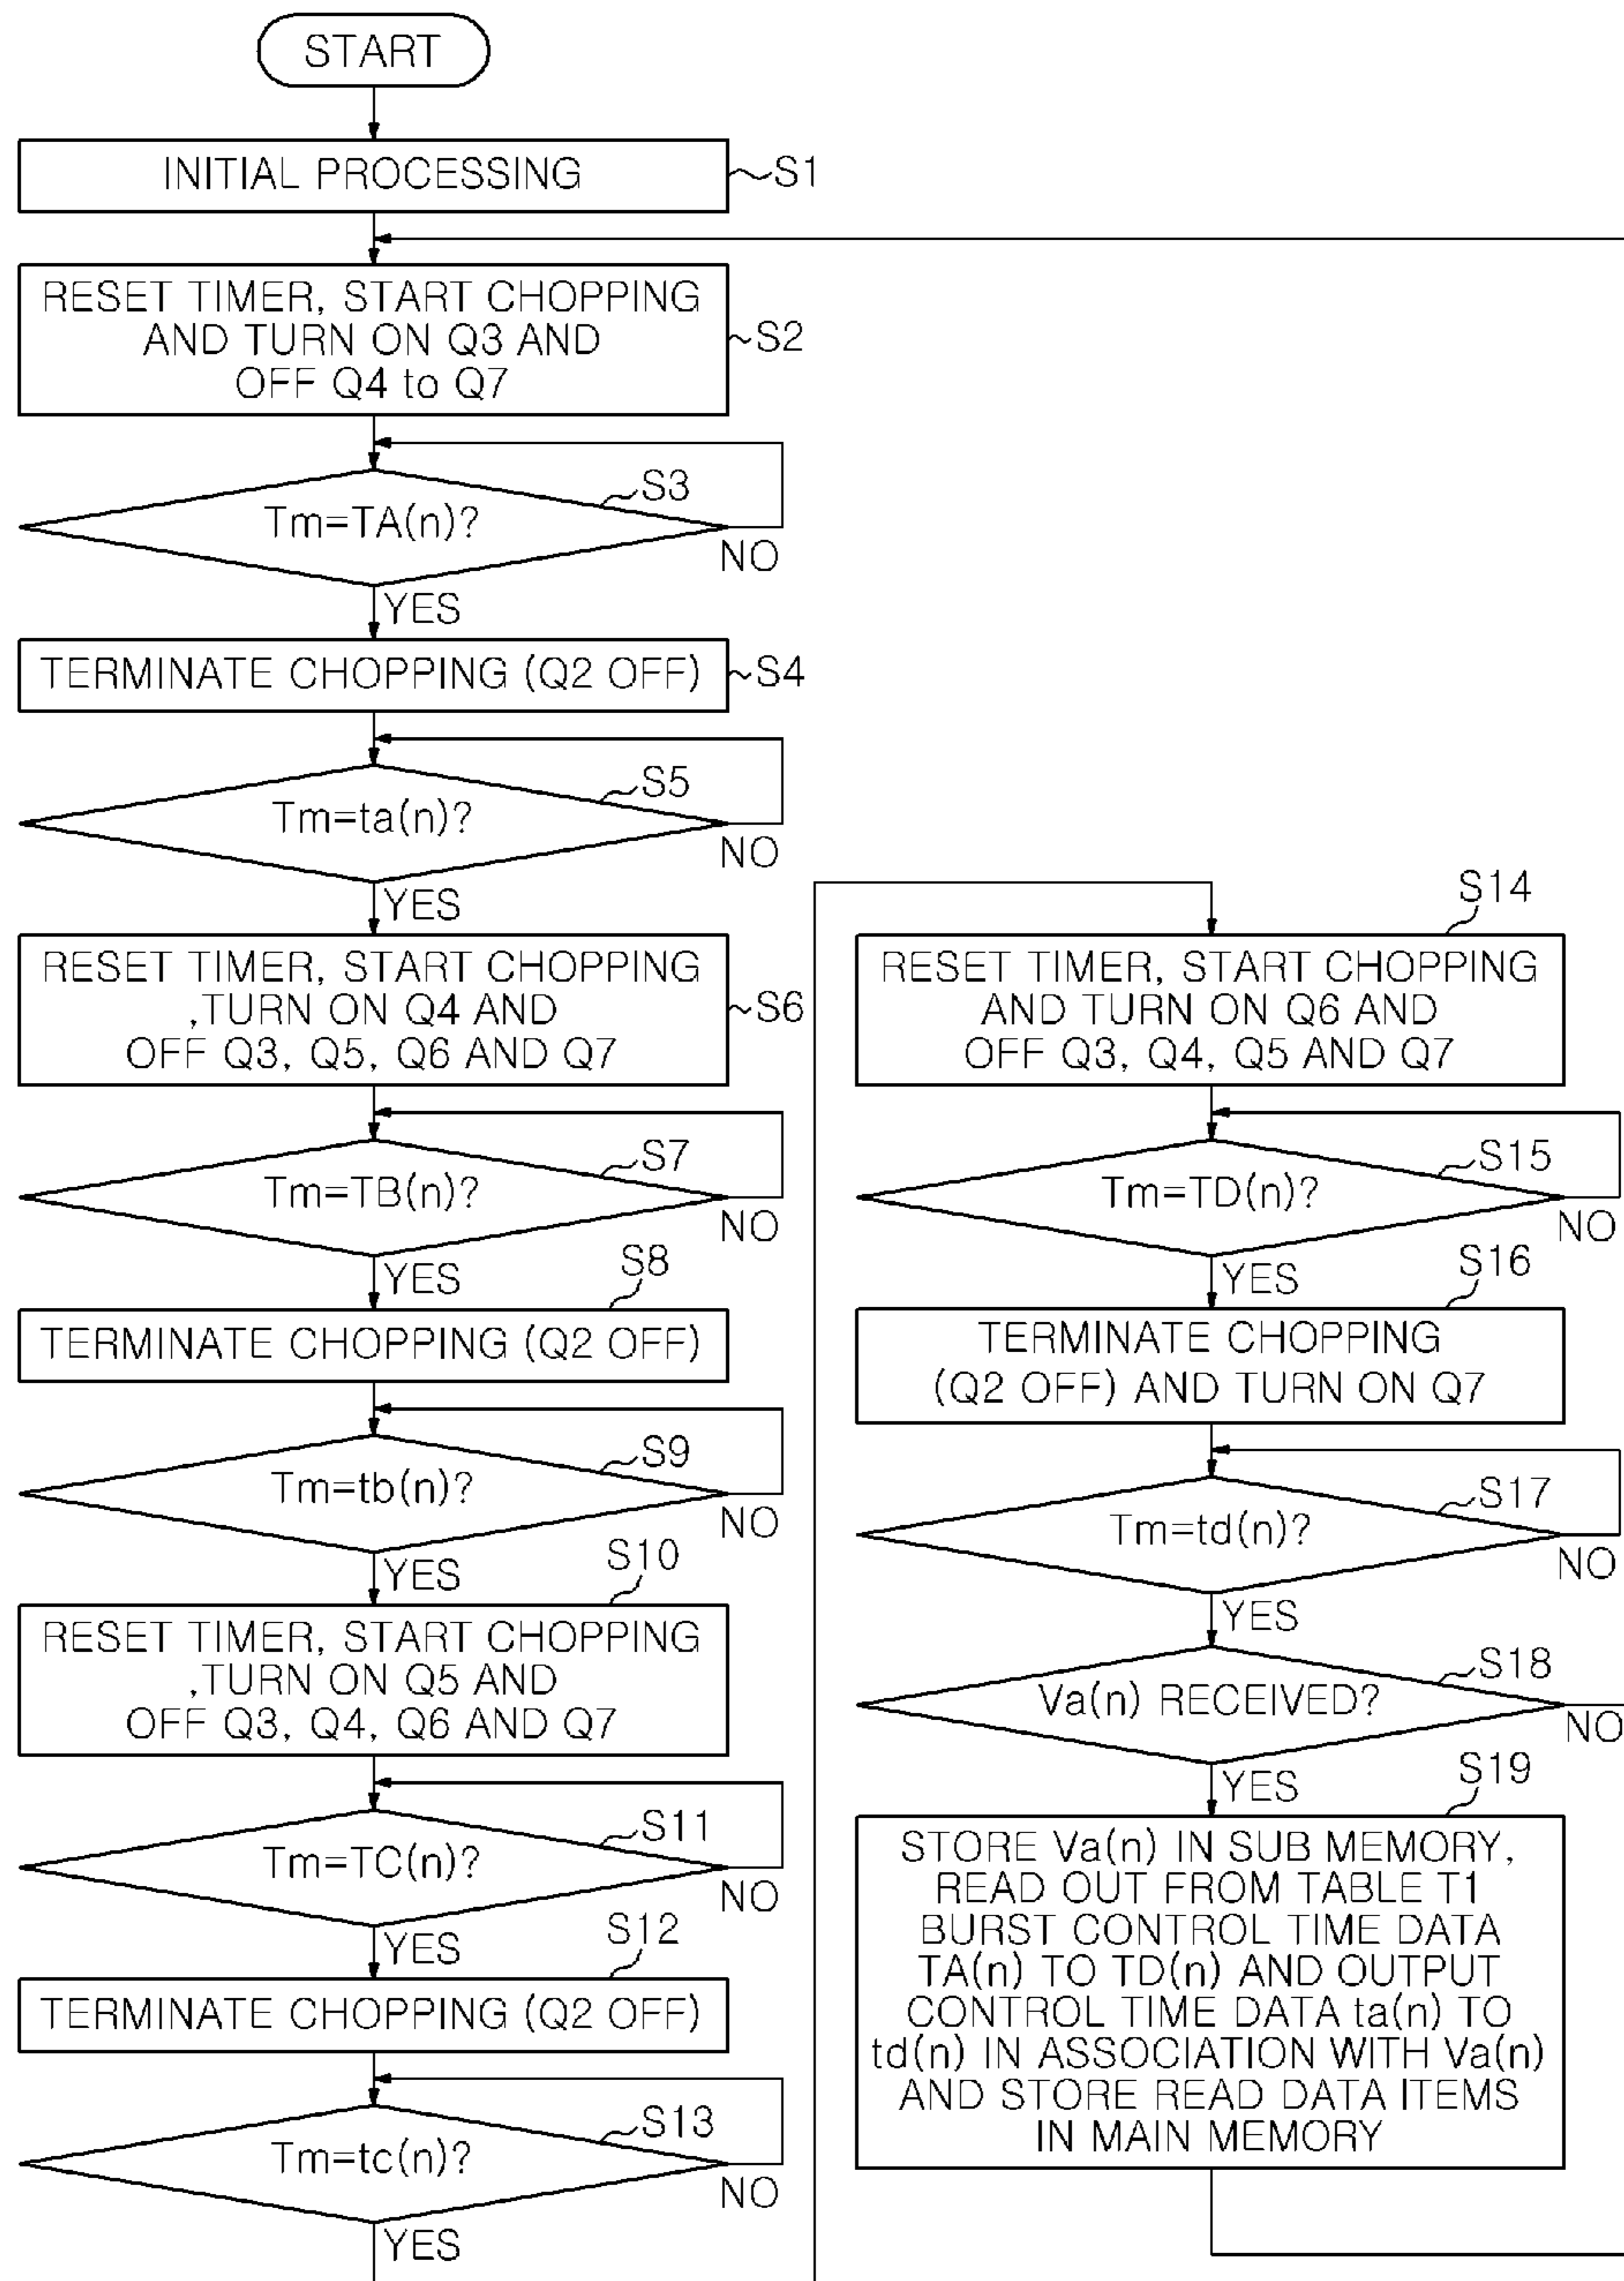 START
INITIAL PROCESSING
S1
RESET TIMER, START CHOPPING
AND TURN ON Q3 AND
OFF Q4 to Q7
S2
S3
Tm=TA(n)?
NO
YES
TERMINATE CHOPPING (Q2 OFF)
S4
S5
Tm=ta(n)?
NO
YES
RESET TIMER, START CHOPPING
,TURN ON Q4 AND
OFF Q3, Q5, Q6 AND Q7
S6
S7
Tm=TB(n)?
NO
YES
S8
TERMINATE CHOPPING (Q2 OFF)
S9
Tm=tb(n)?
NO
YES
S10
RESET TIMER, START CHOPPING
,TURN ON Q5 AND
OFF Q3, Q4, Q6 AND Q7
S11
Tm=TC(n)?
NO
YES
S12
TERMINATE CHOPPING (Q2 OFF)
S13
Tm=tc(n)?
NO
YES
S14
RESET TIMER, START CHOPPING
AND TURN ON Q6 AND
OFF Q3, Q4, Q5 AND Q7
S15
Tm=TD(n)?
NO
YES
S16
TERMINATE CHOPPING
(Q2 OFF) AND TURN ON Q7
S17
Tm=td(n)?
NO
YES
S18
Va(n) RECEIVED?
NO
YES
S19
STORE Va(n) IN SUB MEMORY,
READ OUT FROM TABLE T1
BURST CONTROL TIME DATA
TA(n) TO TD(n) AND OUTPUT
CONTROL TIME DATA ta(n) TO
td(n) IN ASSOCIATION WITH Va(n)
AND STORE READ DATA ITEMS
IN MAIN MEMORY